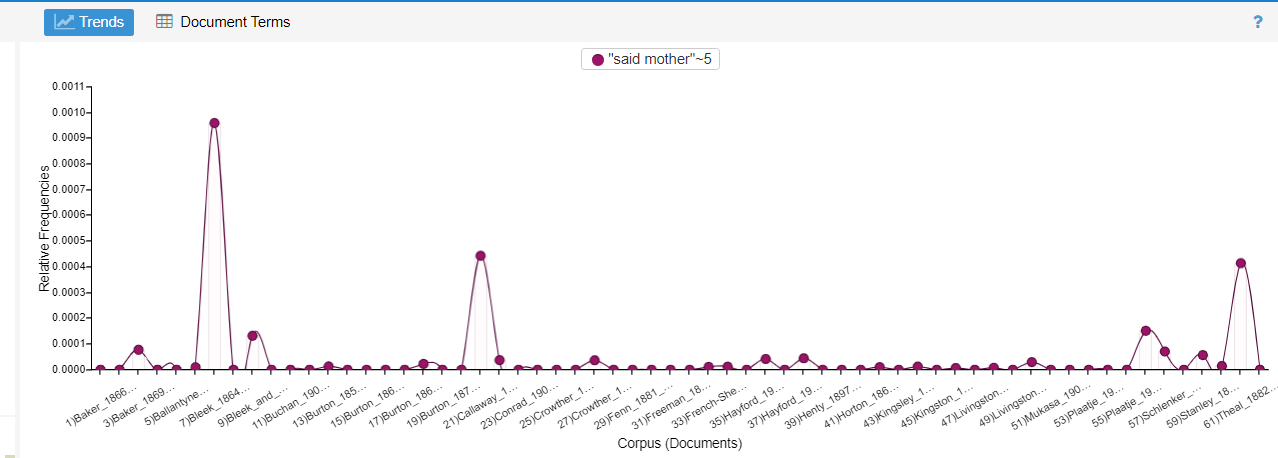 Trends Document Terms ?
"said mother"~5
0.0011
0.0010
0.0009
0.0008
0.0007
0.0006
0.0005
0.0004
0.0003
0.0002
0.0001
0.0000
Relative Frequencies
1)Baker_1866…
3)Baker_1869…
5)Ballantyne…
7)Bleek_1864…
9)Bleek_and_…
11)Buchan_190…
13)Burton_185…
15)Burton_186…
17)Burton_186…
19)Burton_187…
21)Callaway_1…
23)Conrad_190…
25)Crowther_1…
27)Crowther_1…
29)Fenn_1881_…
31)Freeman_18…
33)French-She…
35)Hayford_19…
37)Hayford_19…
39)Henty_1897…
41)Horton_186…
43)Kingsley_1…
45)Kingston_1…
47)Livingston…
49)Livingston…
51)Mukasa_190…
53)Plaatje_19…
55)Plaatje_19…
57)Schlenker_…
59)Stanley_18…
61)Theal_1882…
Corpus (Documents)